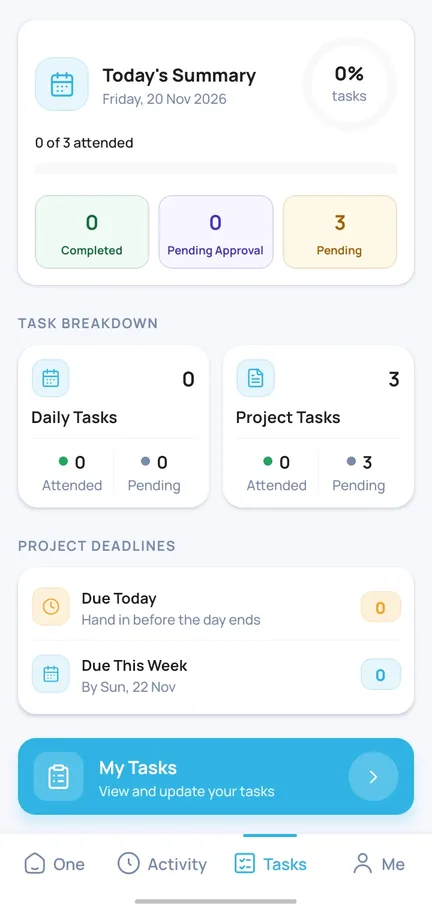 Today's Summary
Friday, 20 Nov 2026
0%
tasks
0 of 3 attended
0
Completed
0
Pending Approval
3
Pending
TASK BREAKDOWN
0
Daily Tasks
0
Attended
0
Pending
3
Project Tasks
0
Attended
3
Pending
PROJECT DEADLINES
Due Today
Hand in before the day ends
0
Due This Week
By Sun, 22 Nov
0
My Tasks
View and update your tasks
One
Activity
Tasks
Me